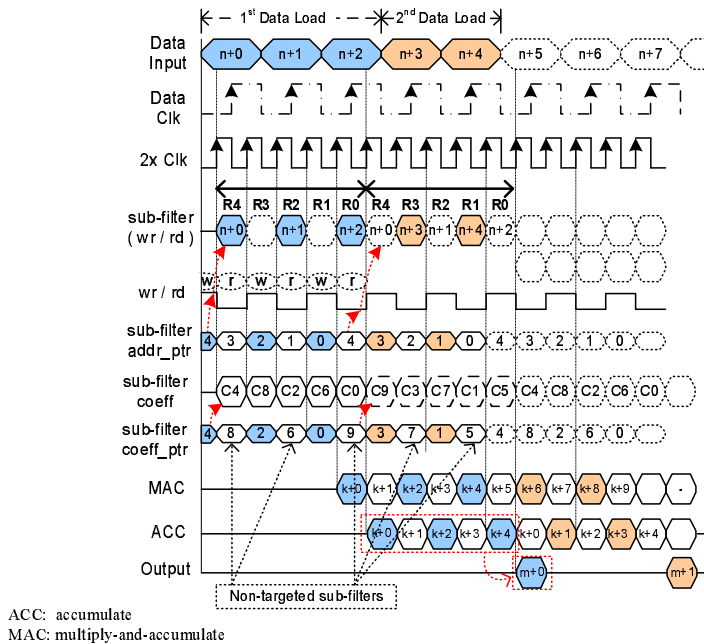 1st Data Load 2nd Data Load
Data Input n+0 n+1 n+2 n+3 n+4 n+5 n+6 n+7
Data Clk
2x Clk
R4 R3 R2 R1 R0 R4 R3 R2 R1 R0
sub-filter ( wr / rd ) n+0 n+1 n+2 n+0 n+3 n+1 n+4 n+2
w r w r w r
wr / rd
sub-filter addr_ptr 4 3 2 1 0 4 3 2 1 0 4 3 2 1 0
sub-filter coeff C4 C8 C2 C6 C0 C9 C3 C7 C1 C5 C4 C8 C2 C6 C0
sub-filter coeff_ptr 4 8 2 6 0 9 3 7 1 5 4 8 2 6 0
MAC k+0 k+1 k+2 k+3 k+4 k+5 k+6 k+7 k+8 k+9 -
ACC k+0 k+1 k+2 k+3 k+4 k+0 k+1 k+2 k+3 k+4
Output m+0 m+1
Non-targeted sub-filters
ACC: accumulate
MAC: multiply-and-accumulate